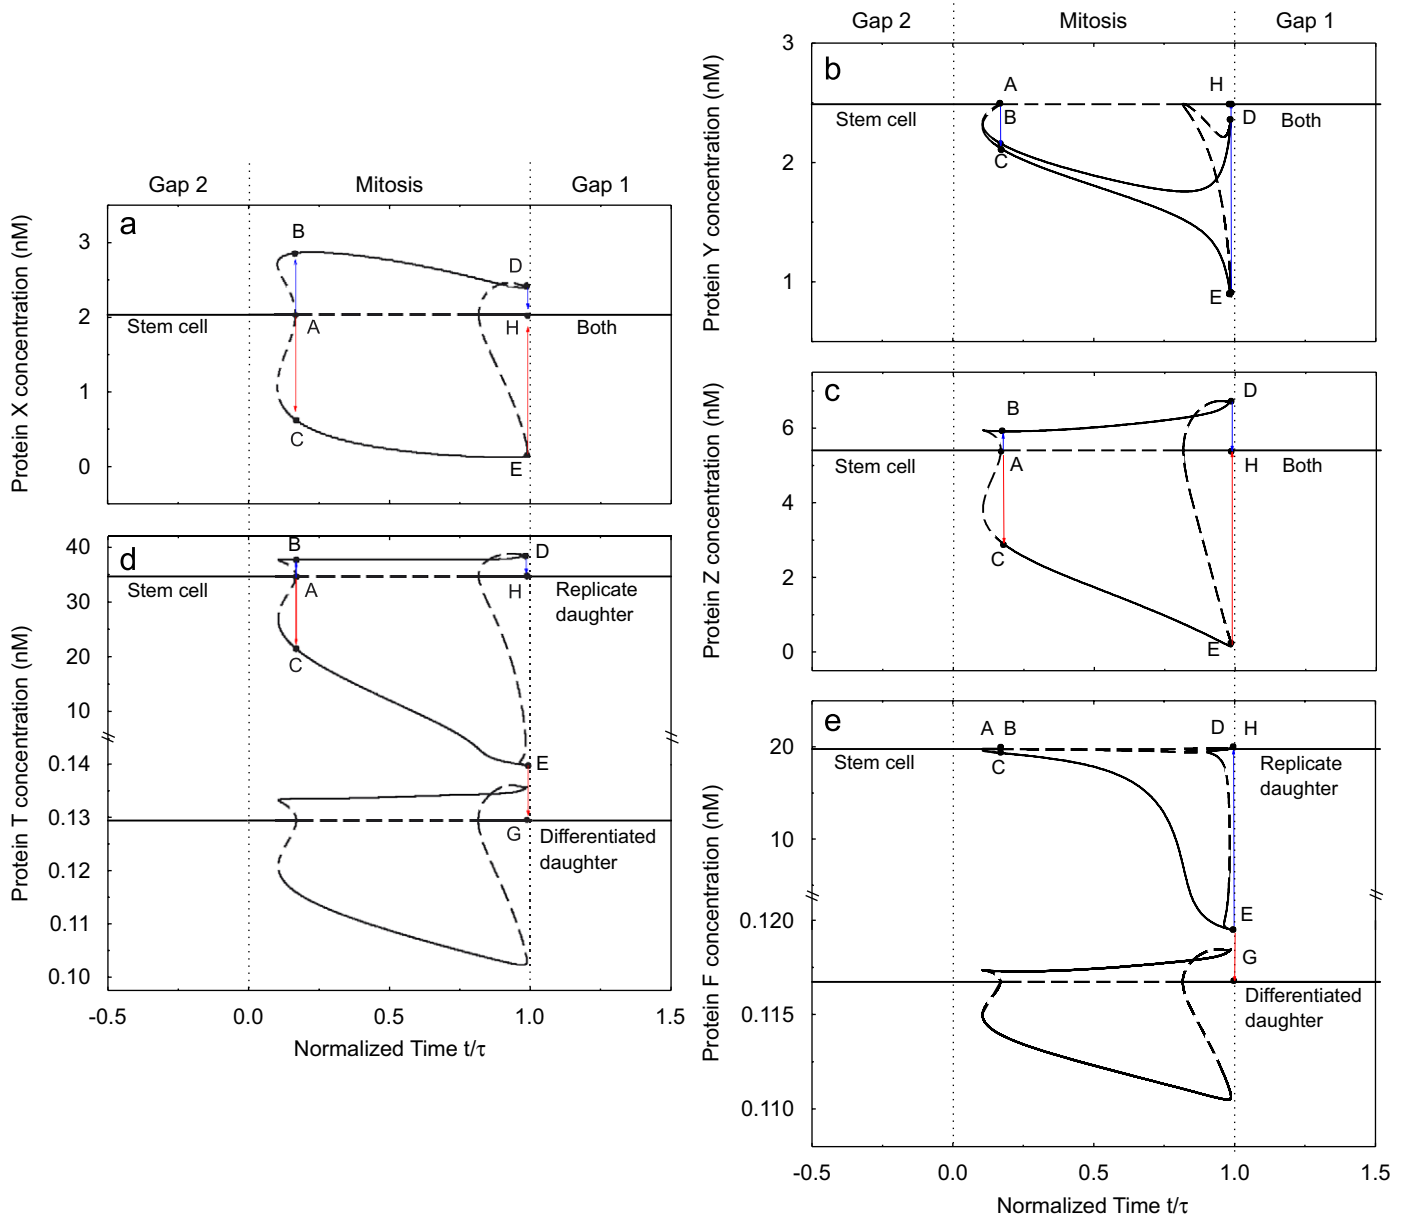 Gap 2 Mitosis Gap 1
a
Protein X concentration (nM)
3
2
1
0
B
D
A
H
C
E
Stem cell
Both
d
Protein T concentration (nM)
40
30
20
10
0.14
0.13
0.12
0.11
0.10
B
D
A
H
C
E
G
Stem cell
Replicate
daughter
Differentiated
daughter
-0.5 0.0 0.5 1.0 1.5
Normalized Time t/τ
Gap 2 Mitosis Gap 1
b
Protein Y concentration (nM)
3
2
1
A
H
B
D
C
E
Stem cell
Both
c
Protein Z concentration (nM)
6
4
2
0
D
B
A
H
C
E
Stem cell
Both
e
Protein F concentration (nM)
20
10
0.120
0.115
0.110
A B
D H
C
E
G
Stem cell
Replicate
daughter
Differentiated
daughter
-0.5 0.0 0.5 1.0 1.5
Normalized Time t/τ